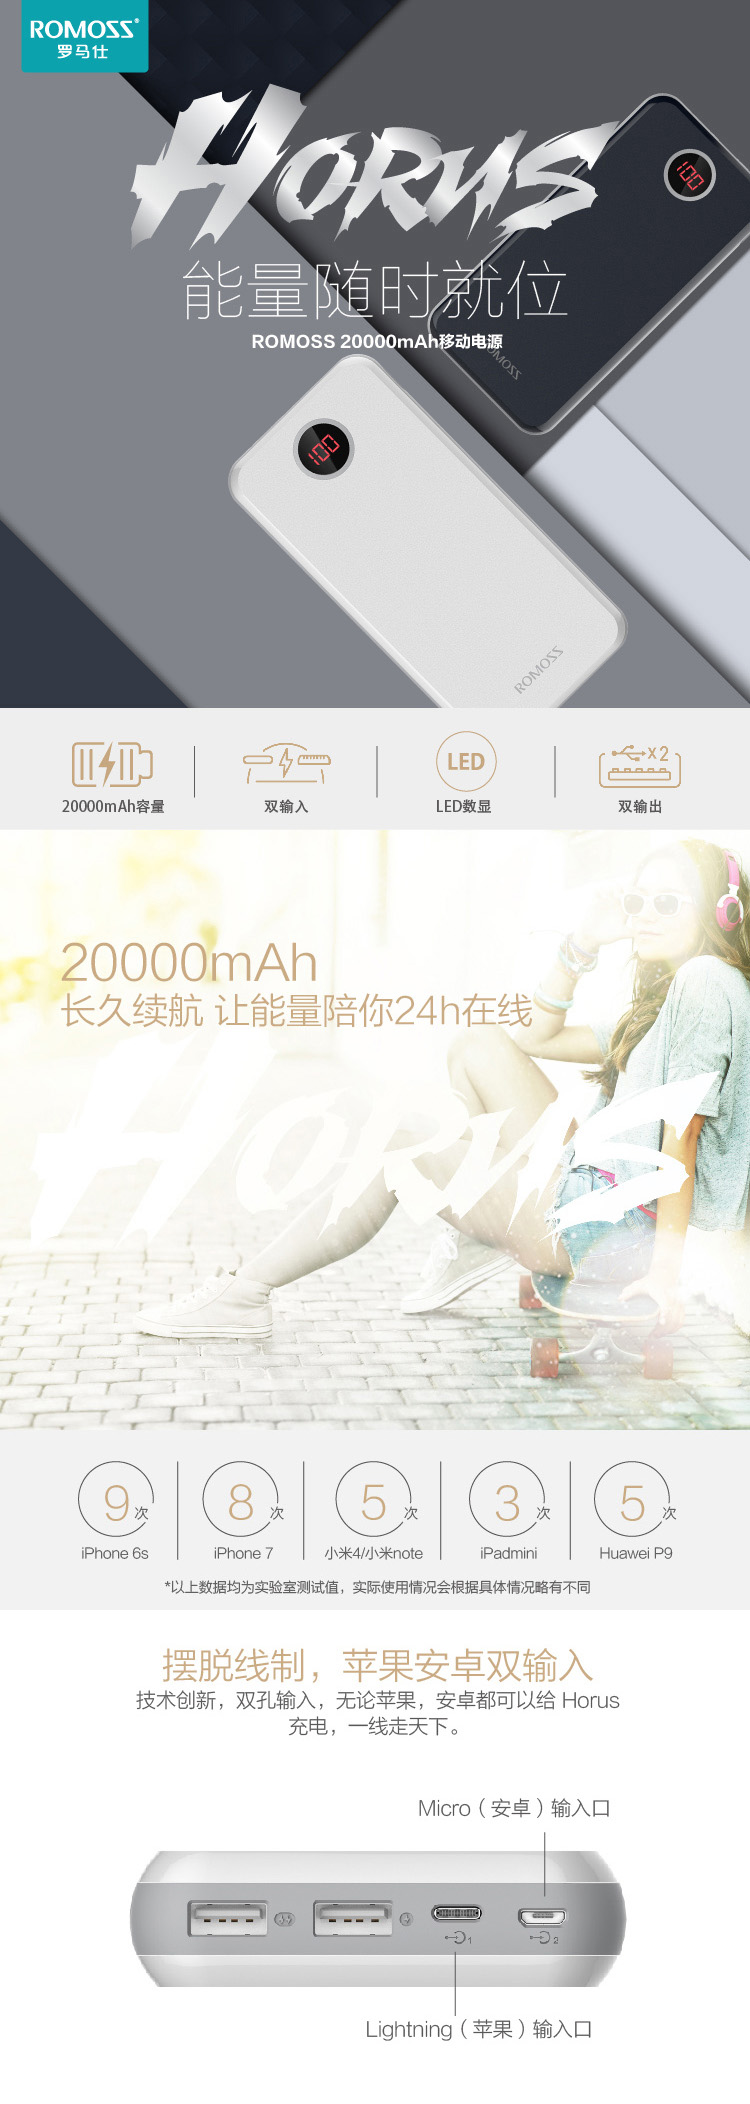 ROMOSS®
罗马仕
HORUS
能量随时就位
ROMOSS 20000mAh移动电源
100
ROMOSS
100
ROMOSS
LED
X2
20000mAh容量
双输入
LED数显
双输出
20000mAh
长久续航 让能量陪你24h在线
HORUS
9次
8次
5次
3次
5次
iPhone 6s
iPhone 7
小米4/小米note
iPadmini
Huawei P9
*以上数据均为实验室测试值，实际使用情况会根据具体情况略有不同
摆脱线制，苹果安卓双输入
技术创新，双孔输入，无论苹果，安卓都可以给 Horus
充电，一线走天下。
Micro（安卓）输入口
1
2
Lightning（苹果）输入口